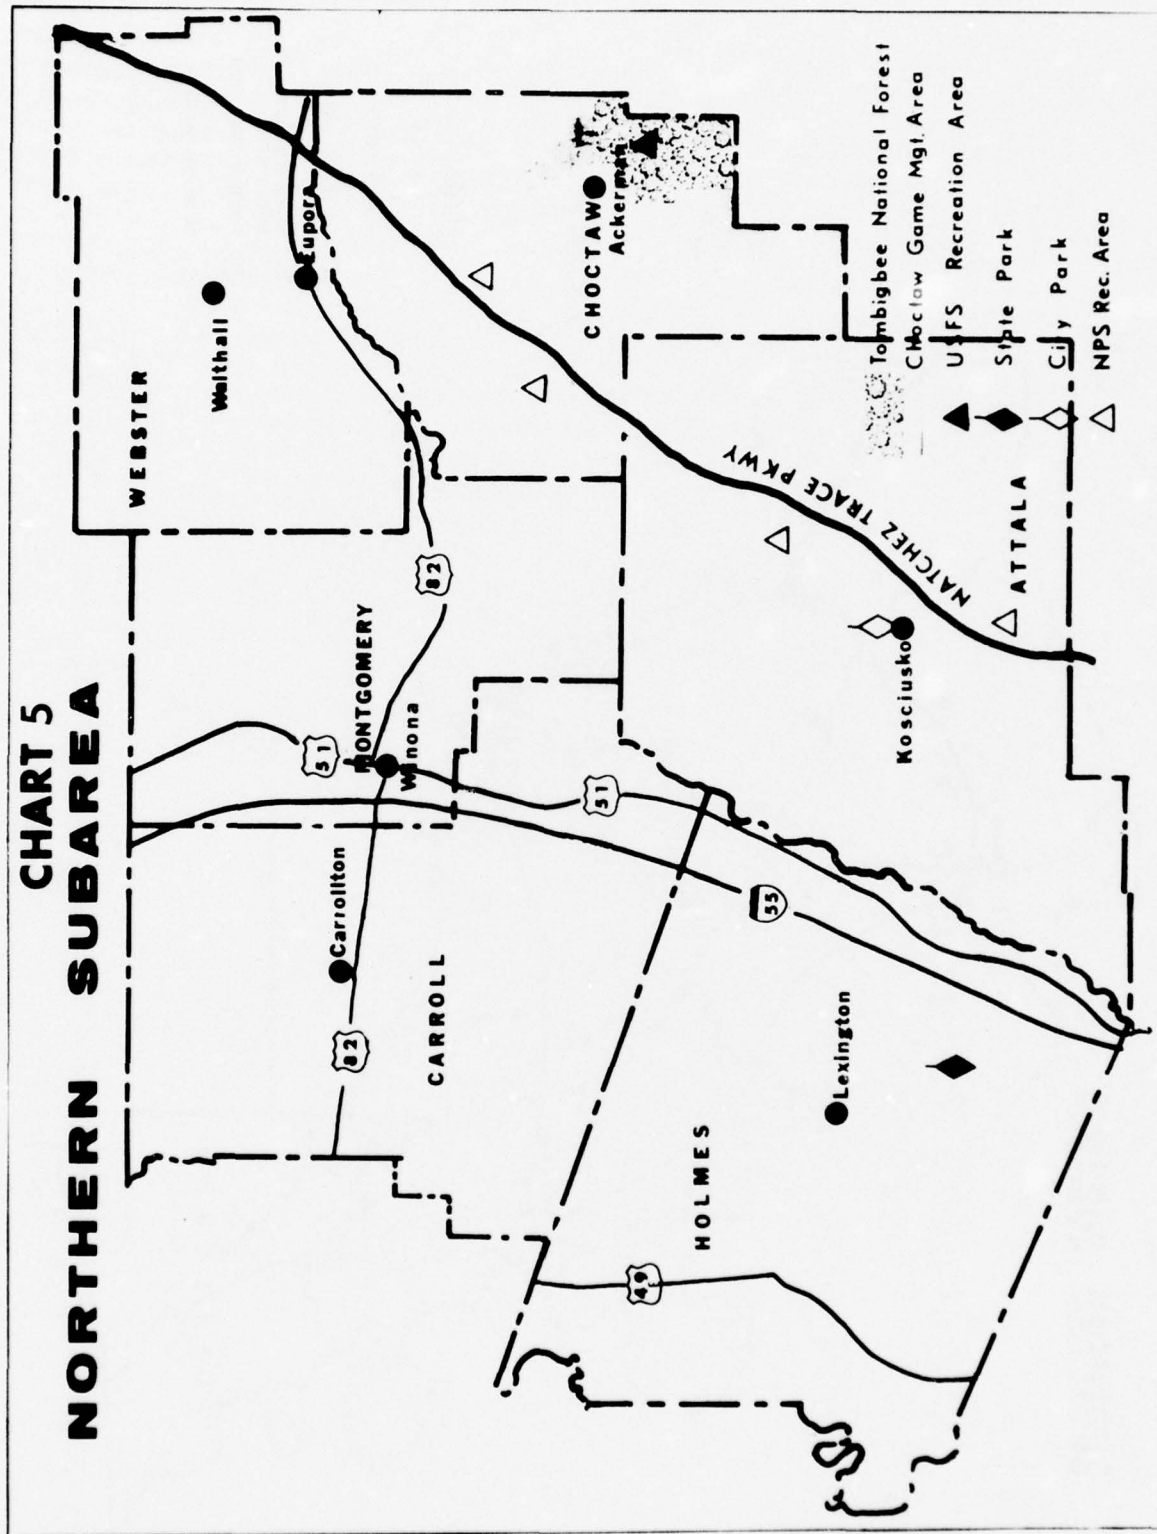 CHART 5
NORTHERN SUBAREA
WEBSTER
Walthall
Eupora
82
MONTGOMERY
Winona
51
Carrollton
82
CARROLL
CHOCTAW
Ackerman
51
55
NATCHEZ TRACE PKWY
Kosciusko
ATTALA
HOLMES
Lexington
49
Tombigbee National Forest
Choctaw Game Mgt. Area
USFS Recreation Area
State Park
City Park
NPS Rec. Area